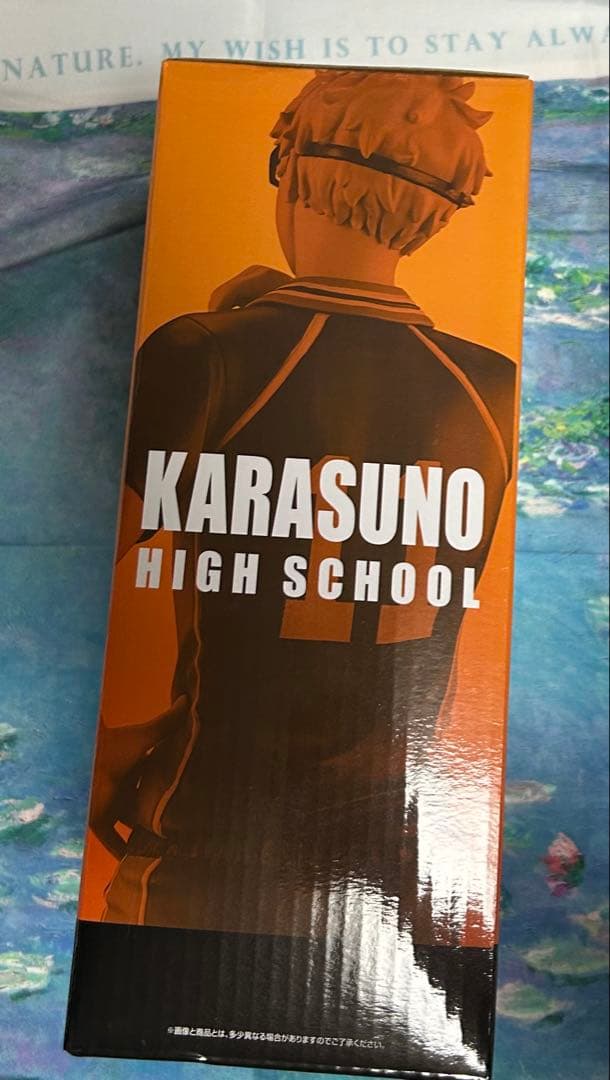 NATURE. MY WISH IS TO STAY ALWA
KARASUNO
HIGH SCHOOL
11
※画像と商品とは、多少異なる場合がありますのでご了承ください。